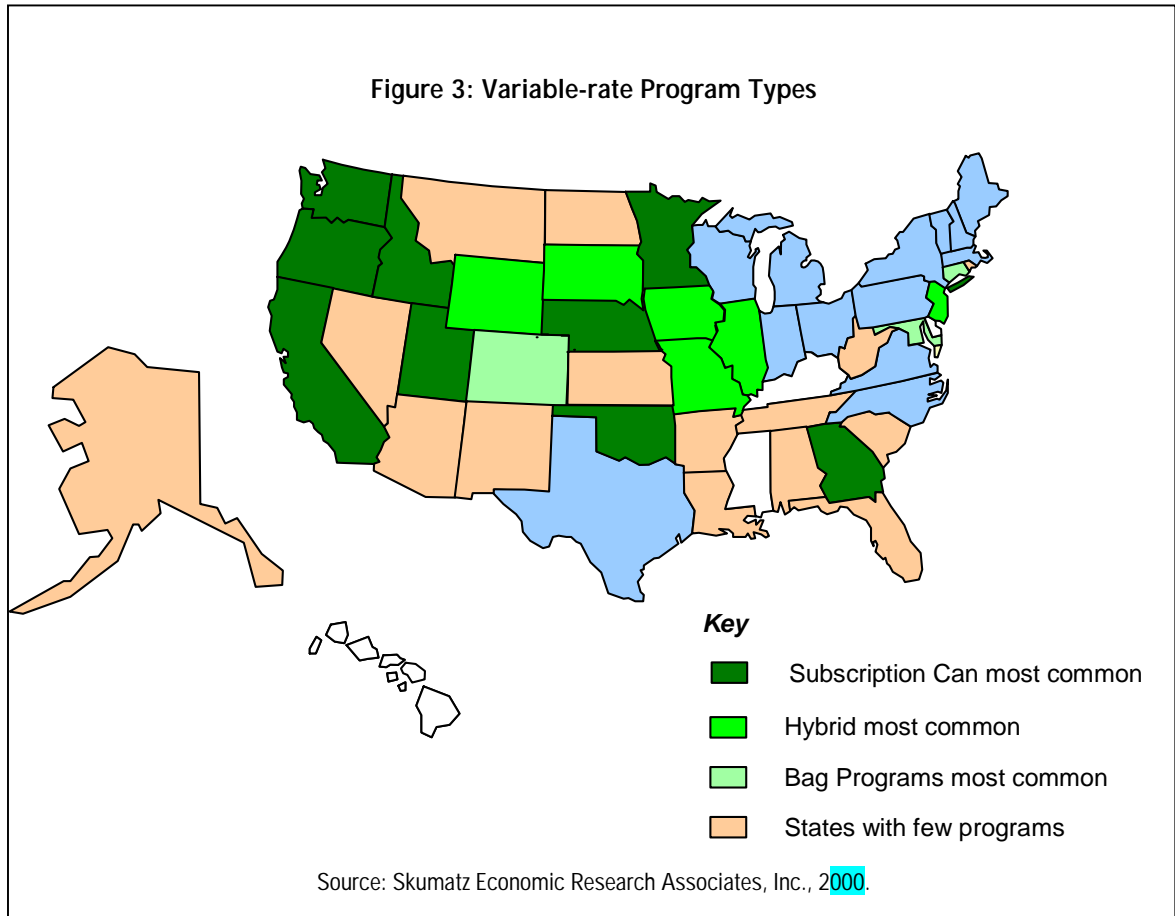 Figure 3: Variable-rate Program Types
Key
Subscription Can most common
Hybrid most common
Bag Programs most common
States with few programs
Source: Skumatz Economic Research Associates, Inc., 2000.